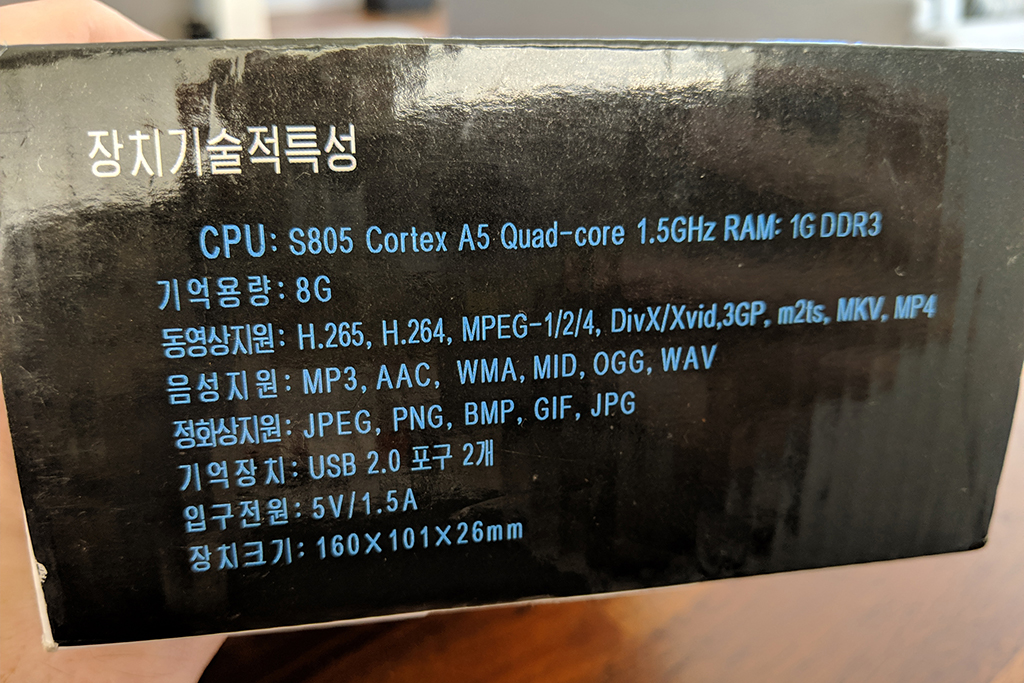 장치기술적특성
CPU: S805 Cortex A5 Quad-core 1.5GHz RAM: 1G DDR3
기억용량: 8G
동영상지원: H.265, H.264, MPEG-1/2/4, DivX/Xvid,3GP, m2ts, MKV, MP4
음성지원: MP3, AAC, WMA, MID, OGG, WAV
정화상지원: JPEG, PNG, BMP, GIF, JPG
기억장치: USB 2.0 포구 2개
입구전원: 5V/1.5A
장치크기: 160X101X26mm